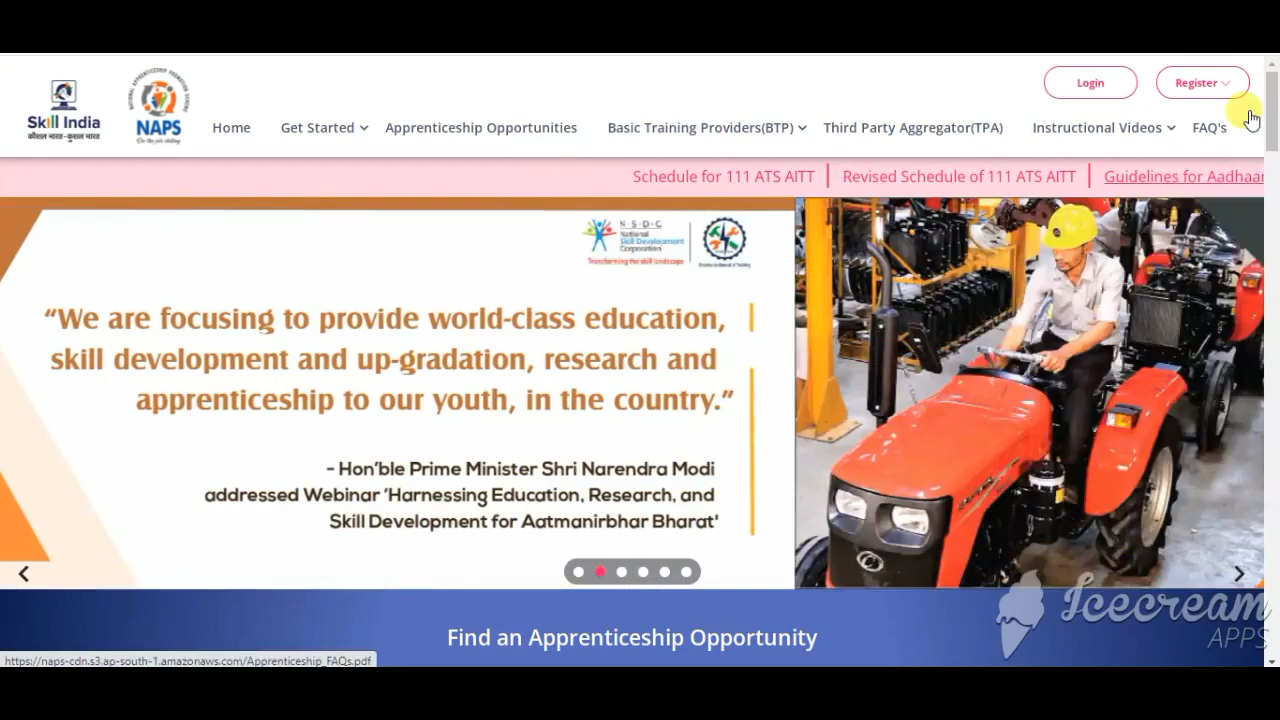 Login
Register
Skill India
कौशल भारत-कुशल भारत
NAPS
Home
Get Started
Apprenticeship Opportunities
Basic Training Providers(BTP)
Third Party Aggregator(TPA)
Instructional Videos
FAQ's
Schedule for 111 ATS AITT
Revised Schedule of 111 ATS AITT
Guidelines for Aadhaar
N·S·D·C
National
Skill Development
Corporation
Transforming the skill landscape
“We are focusing to provide world-class education,
skill development and up-gradation, research and
apprenticeship to our youth, in the country.”
- Hon’ble Prime Minister Shri Narendra Modi
addressed Webinar ‘Harnessing Education, Research, and
Skill Development for Aatmanirbhar Bharat'
Find an Apprenticeship Opportunity
https://naps-cdn.s3.ap-south-1.amazonaws.com/Apprenticeship_FAQs.pdf
Icecream
APPS